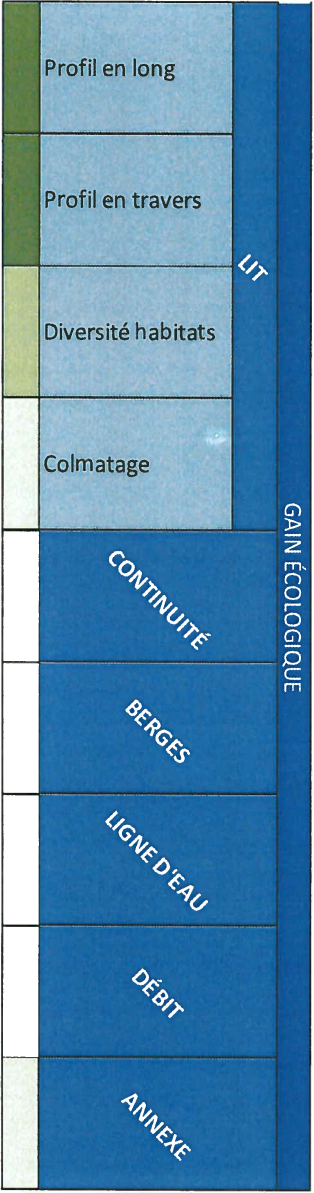 Profil en long
Profil en travers
LIT
Diversité habitats
Colmatage
GAIN ÉCOLOGIQUE
CONTINUITÉ
BERGES
LIGNE D'EAU
DÉBIT
ANNEXE